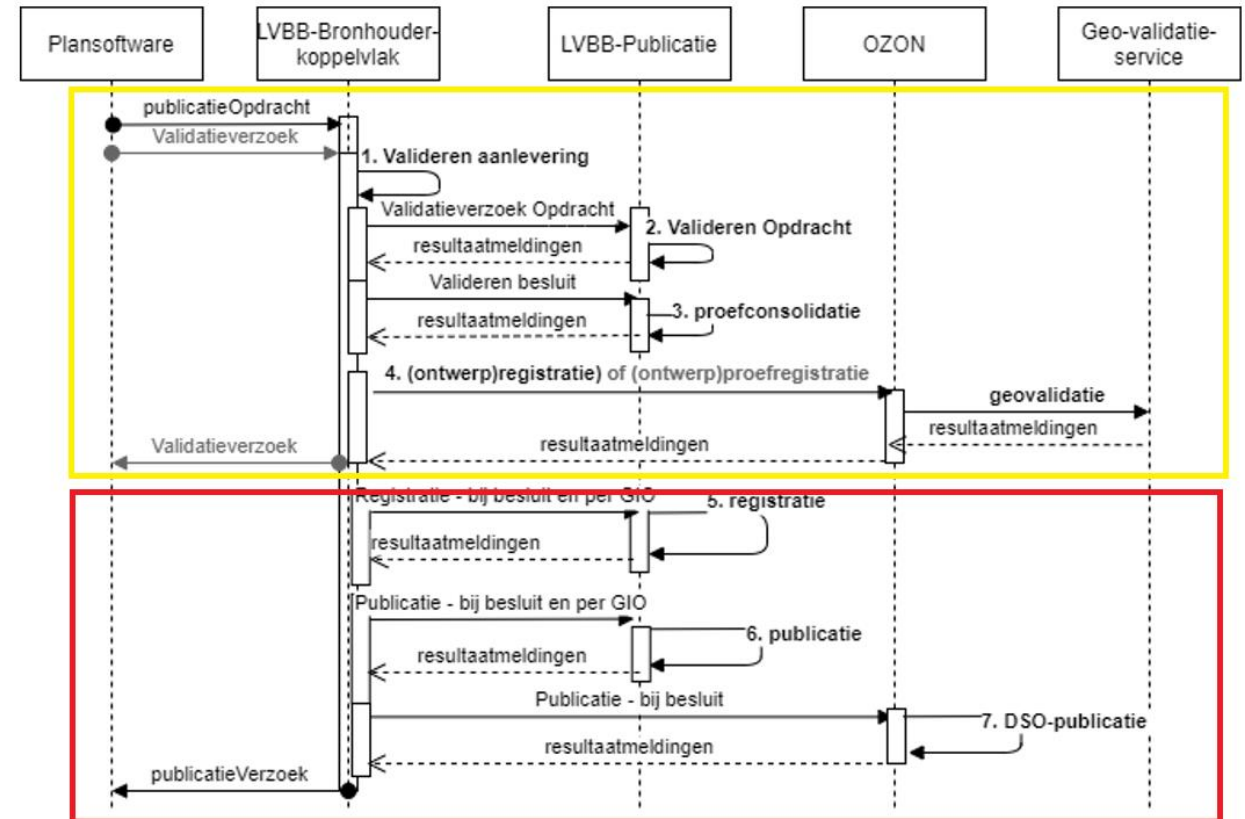 Plansoftware
LVBB-Bronhouder-
koppelvlak
LVBB-Publicatie
OZON
Geo-validatie-
service
publicatieOpdracht
Validatieverzoek
1. Valideren aanlevering
Validatieverzoek Opdracht
2. Valideren Opdracht
resultaatmeldingen
Valideren besluit
3. proefconsolidatie
resultaatmeldingen
4. (ontwerp)registratie) of (ontwerp)proefregistratie
geovalidatie
resultaatmeldingen
Validatieverzoek
resultaatmeldingen
Registratie - bij besluit en per GIO
5. registratie
resultaatmeldingen
Publicatie - bij besluit en per GIO
6. publicatie
resultaatmeldingen
Publicatie - bij besluit
7. DSO-publicatie
resultaatmeldingen
publicatieVerzoek